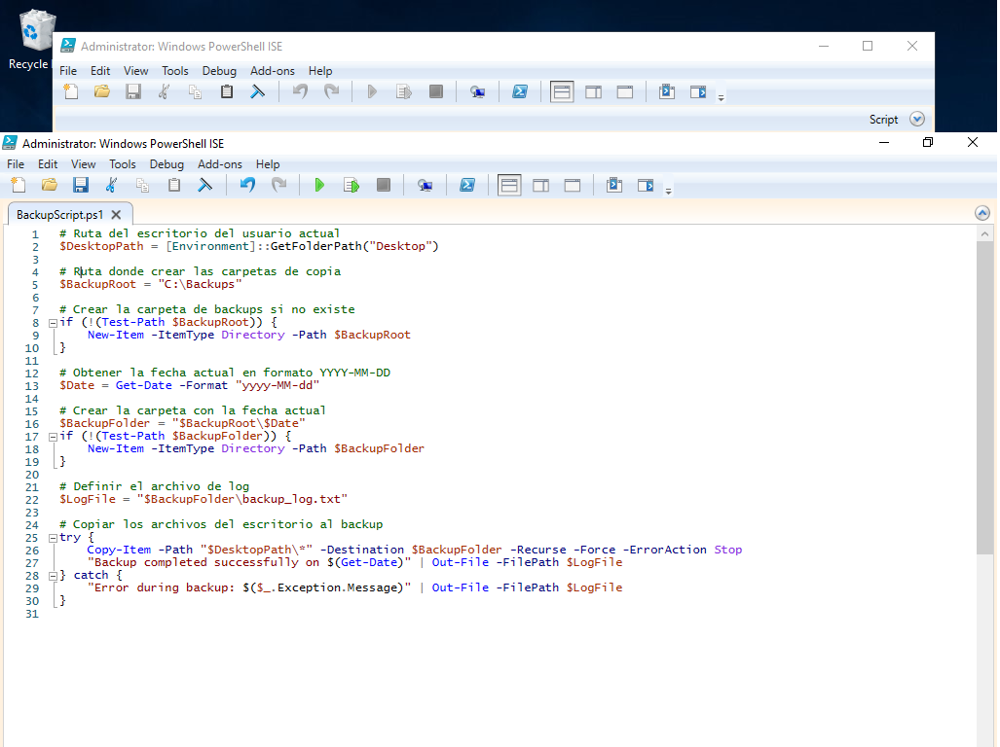 Recycle
Administrator: Windows PowerShell ISE
File Edit View Tools Debug Add-ons Help
Script
Administrator: Windows PowerShell ISE
File Edit View Tools Debug Add-ons Help
BackupScript.ps1
1 # Ruta del escritorio del usuario actual
2 $DesktopPath = [Environment]::GetFolderPath("Desktop")
3
4 # Ruta donde crear las carpetas de copia
5 $BackupRoot = "C:\Backups"
6
7 # Crear la carpeta de backups si no existe
8 if (!(Test-Path $BackupRoot)) {
9 New-Item -ItemType Directory -Path $BackupRoot
10 }
11
12 # Obtener la fecha actual en formato YYYY-MM-DD
13 $Date = Get-Date -Format "yyyy-MM-dd"
14
15 # Crear la carpeta con la fecha actual
16 $BackupFolder = "$BackupRoot\$Date"
17 if (!(Test-Path $BackupFolder)) {
18 New-Item -ItemType Directory -Path $BackupFolder
19 }
20
21 # Definir el archivo de log
22 $LogFile = "$BackupFolder\backup_log.txt"
23
24 # Copiar los archivos del escritorio al backup
25 try {
26 Copy-Item -Path "$DesktopPath\*" -Destination $BackupFolder -Recurse -Force -ErrorAction Stop
27 "Backup completed successfully on $(Get-Date)" | Out-File -FilePath $LogFile
28 } catch {
29 "Error during backup: $($_.Exception.Message)" | Out-File -FilePath $LogFile
30 }
31